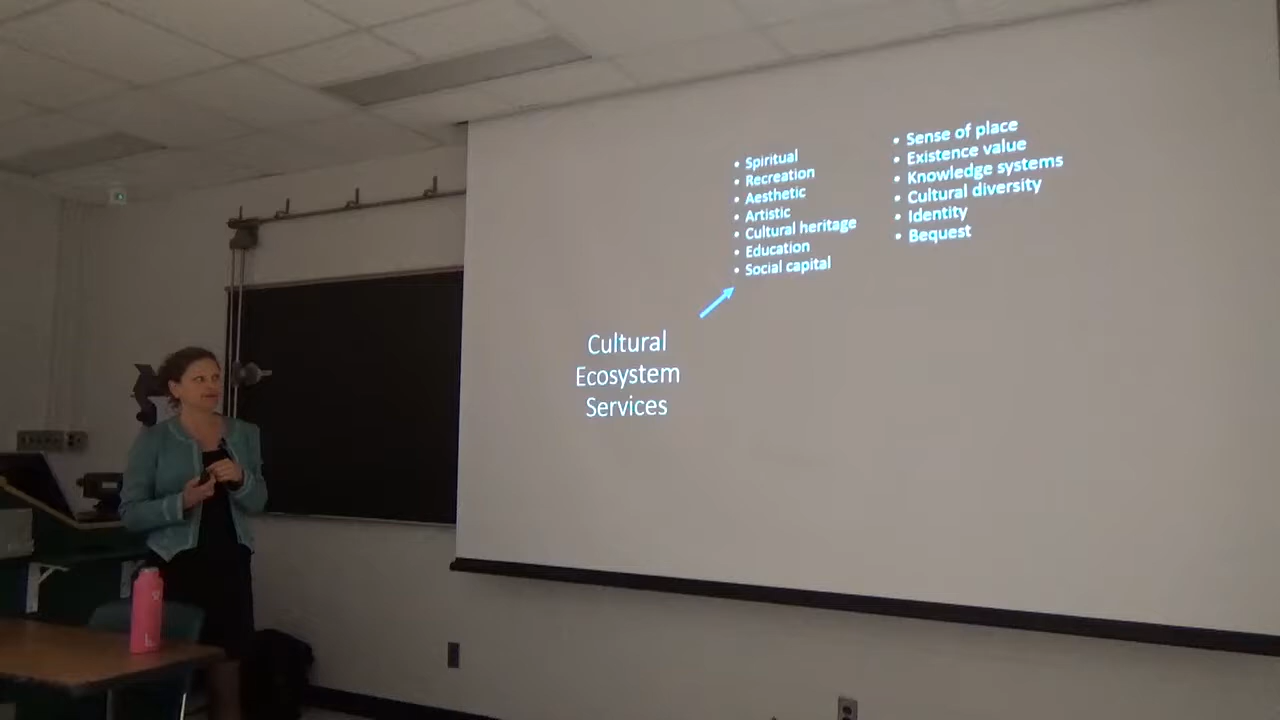 • Spiritual
• Recreation
• Aesthetic
• Artistic
• Cultural heritage
• Education
• Social capital
• Sense of place
• Existence value
• Knowledge systems
• Cultural diversity
• Identity
• Bequest
Cultural
Ecosystem
Services